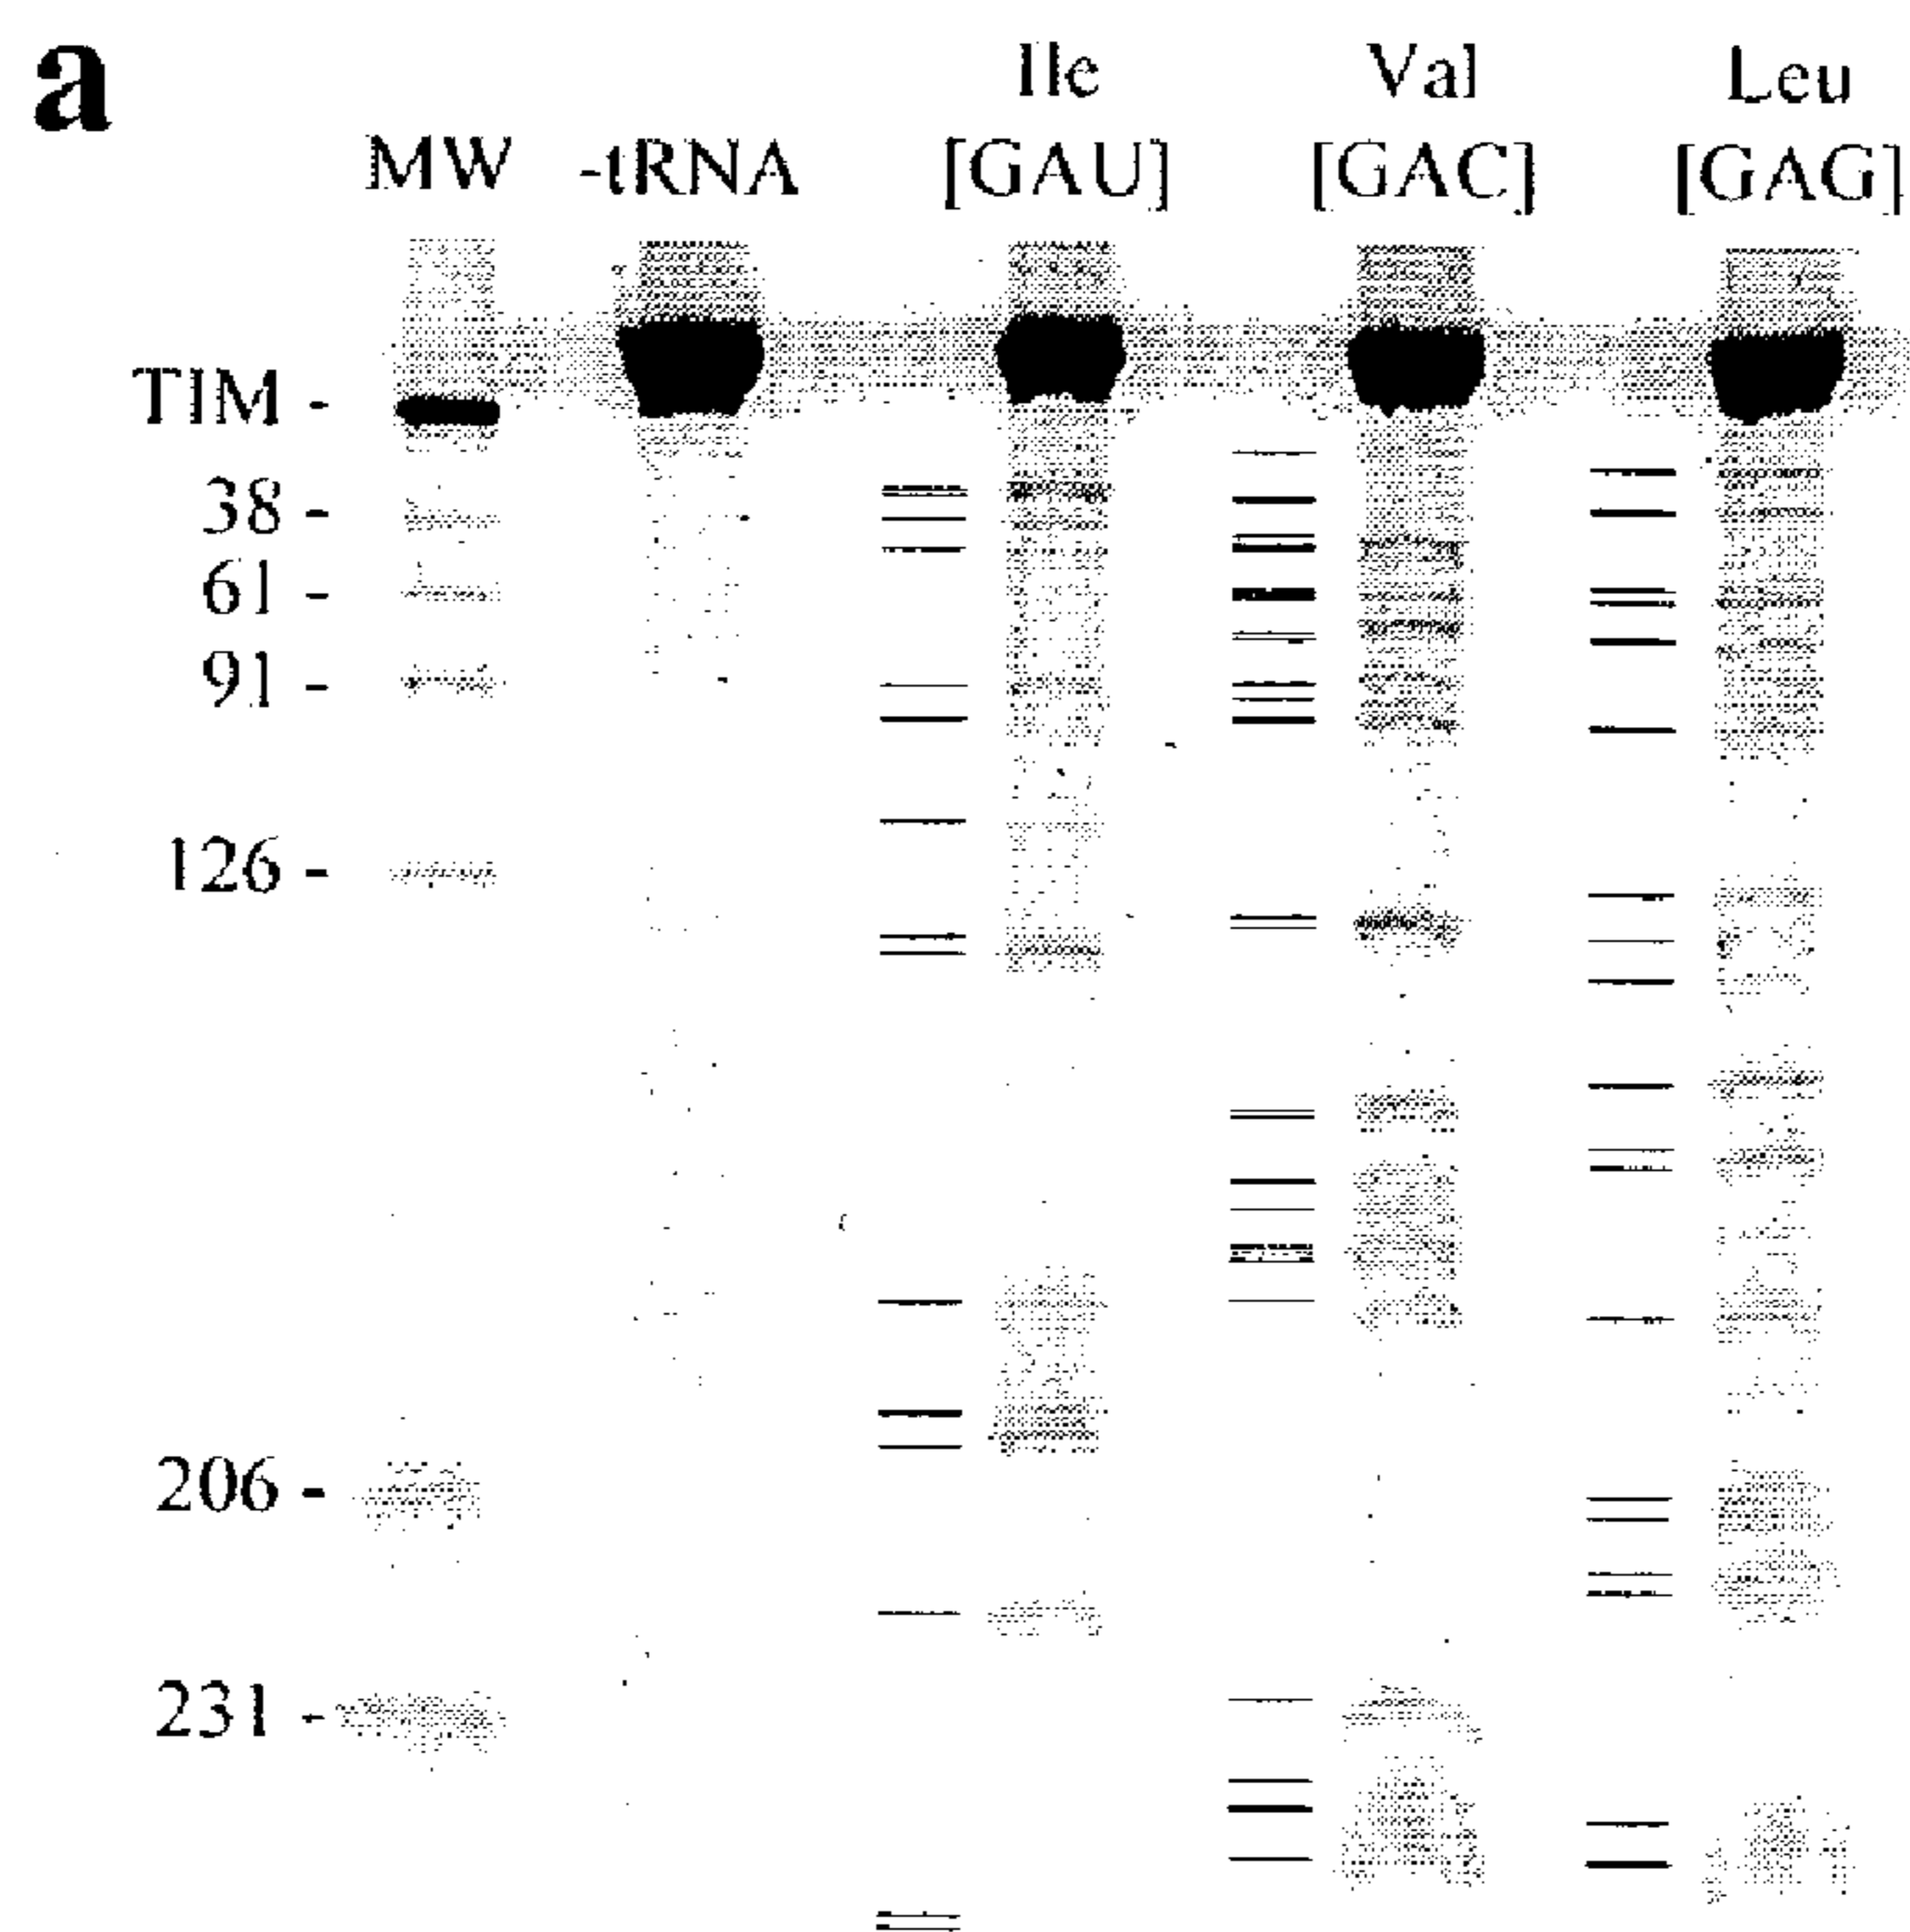 a
Ile Val Leu
MW -tRNA [GAU] [GAC] [GAG]
TIM -
38 -
61 -
91 -
126 -
206 -
231 -